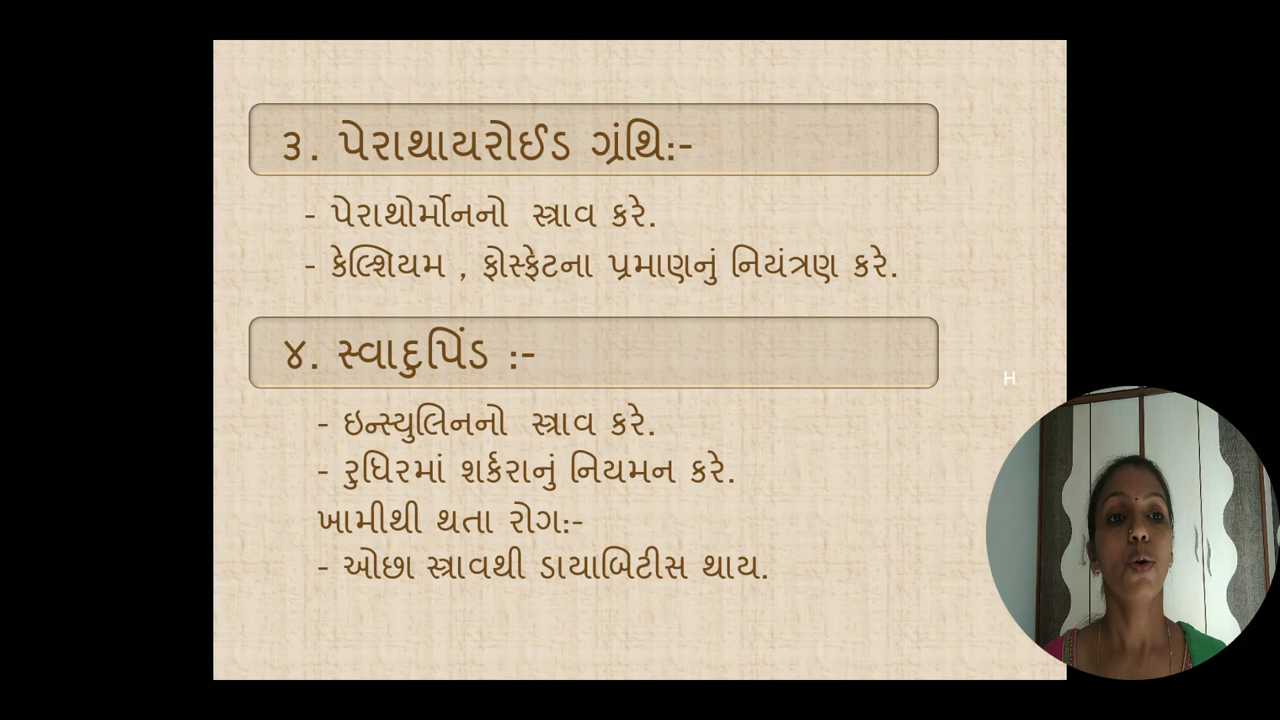 ૩. પેરાથાયરોઈડ ગ્રંથિ:-
- પેરાથોર્મોનનો સ્ત્રાવ કરે.
- કેલ્શિયમ , ફોસ્ફેટના પ્રમાણનું નિયંત્રણ કરે.
૪. સ્વાદુપિંડ :-
- ઇન્સ્યુલિનનો સ્ત્રાવ કરે.
- રુધિરમાં શર્કરાનું નિયમન કરે.
ખામીથી થતા રોગ:-
- ઓછા સ્ત્રાવથી ડાયાબિટીસ થાય.
H